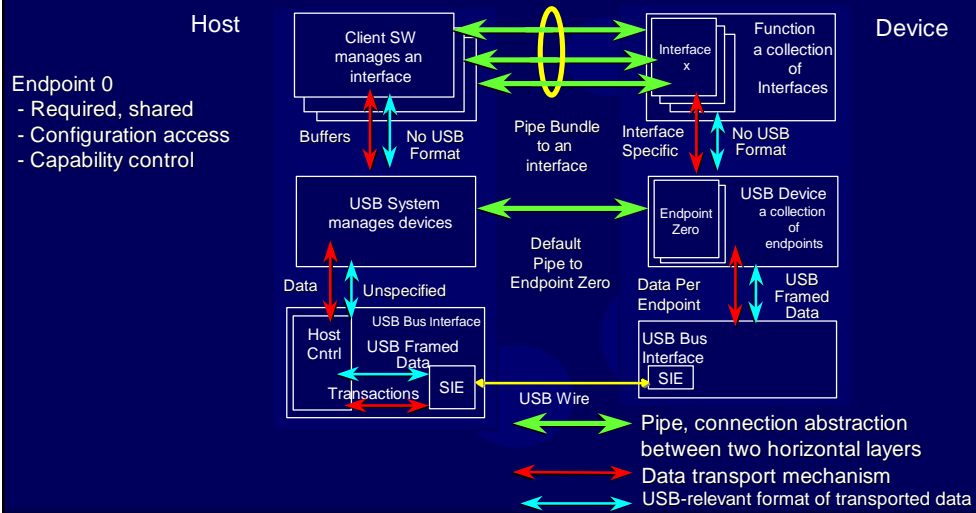 Host
Device
Client SW
manages an
interface
Function
a collection
of
Interfaces
Interface
x
Endpoint 0
- Required, shared
- Configuration access
- Capability control
Buffers
No USB
Format
Pipe Bundle
to an
interface
Interface
Specific
No USB
Format
USB System
manages devices
USB Device
a collection
of
endpoints
Endpoint
Zero
Default
Pipe to
Endpoint Zero
Data
Unspecified
Data Per
Endpoint
USB
Framed
Data
Host
Cntrl
USB Bus Interface
USB Framed
Data
SIE
Transactions
USB Bus
Interface
SIE
USB Wire
Pipe, connection abstraction
between two horizontal layers
Data transport mechanism
USB-relevant format of transported data